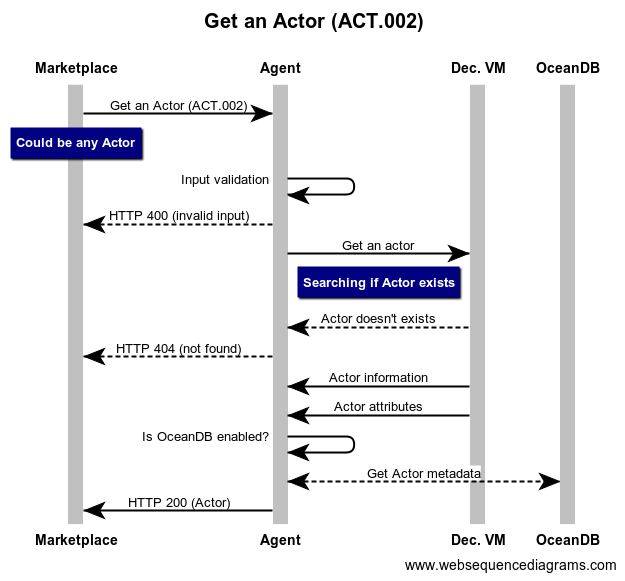 Get an Actor (ACT.002)
Marketplace Agent Dec. VM OceanDB
Get an Actor (ACT.002)
Could be any Actor
Input validation
HTTP 400 (invalid input)
Get an actor
Searching if Actor exists
Actor doesn't exists
HTTP 404 (not found)
Actor information
Actor attributes
Is OceanDB enabled?
Get Actor metadata
HTTP 200 (Actor)
Marketplace Agent Dec. VM OceanDB
www.websequencediagrams.com